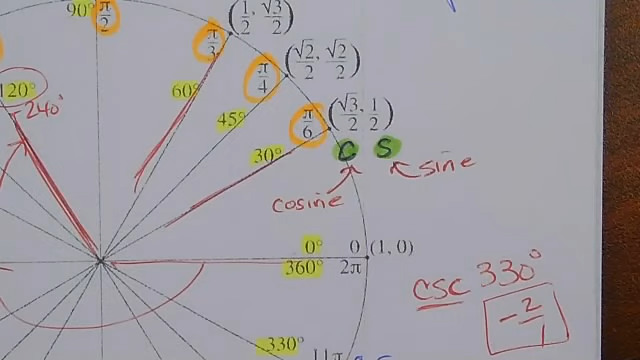 90° π/2
(1/2, √3/2)
π/3
(√2/2, √2/2)
π/4
120°
60°
240°
(√3/2, 1/2)
π/6
45°
30°
C S
cosine
sine
0° 0 (1, 0)
360° 2π
csc 330°
-2/1
330°
11π